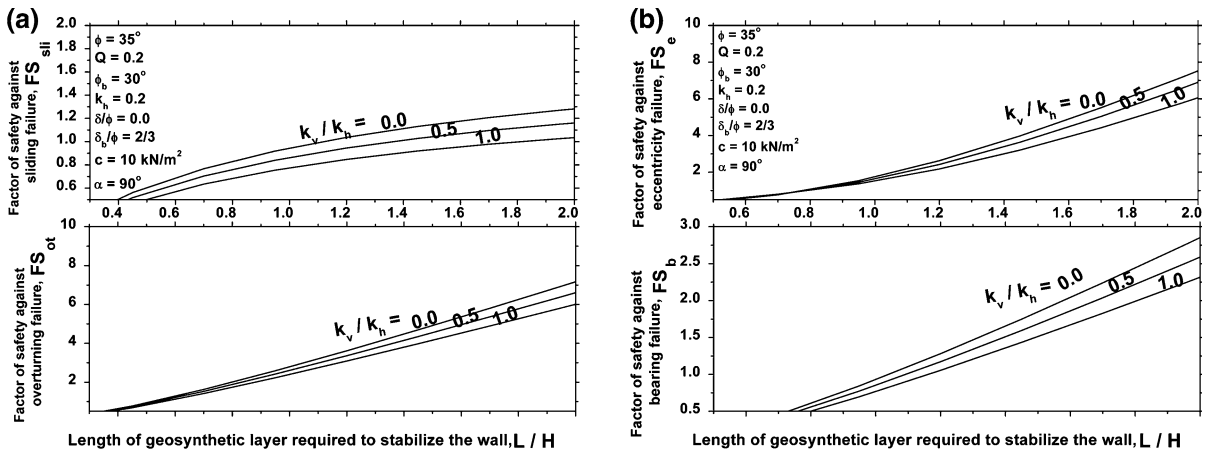 (a)
Factor of safety against
sliding failure, FS sli
2.0
1.8
1.6
1.4
1.2
1.0
0.8
0.6
ϕ = 35°
Q = 0.2
ϕb = 30°
kh = 0.2
δ/ϕ = 0.0
δb/ϕ = 2/3
c = 10 kN/m²
α = 90°
kv / kh = 0.0
0.5
1.0
0.4 0.6 0.8 1.0 1.2 1.4 1.6 1.8 2.0
Factor of safety against
overturning failure, FS ot
10
8
6
4
2
kv / kh = 0.0
0.5
1.0
Length of geosynthetic layer required to stabilize the wall, L / H
(b)
Factor of safety against
eccentricity failure, FS e
10
8
6
4
2
ϕ = 35°
Q = 0.2
ϕb = 30°
kh = 0.2
δ/ϕ = 0.0
δb/ϕ = 2/3
c = 10 kN/m²
α = 90°
kv / kh = 0.0
0.5
1.0
0.6 0.8 1.0 1.2 1.4 1.6 1.8 2.0
Factor of safety against
bearing failure, FS b
3.0
2.5
2.0
1.5
1.0
0.5
kv / kh = 0.0
0.5
1.0
Length of geosynthetic layer required to stabilize the wall, L / H